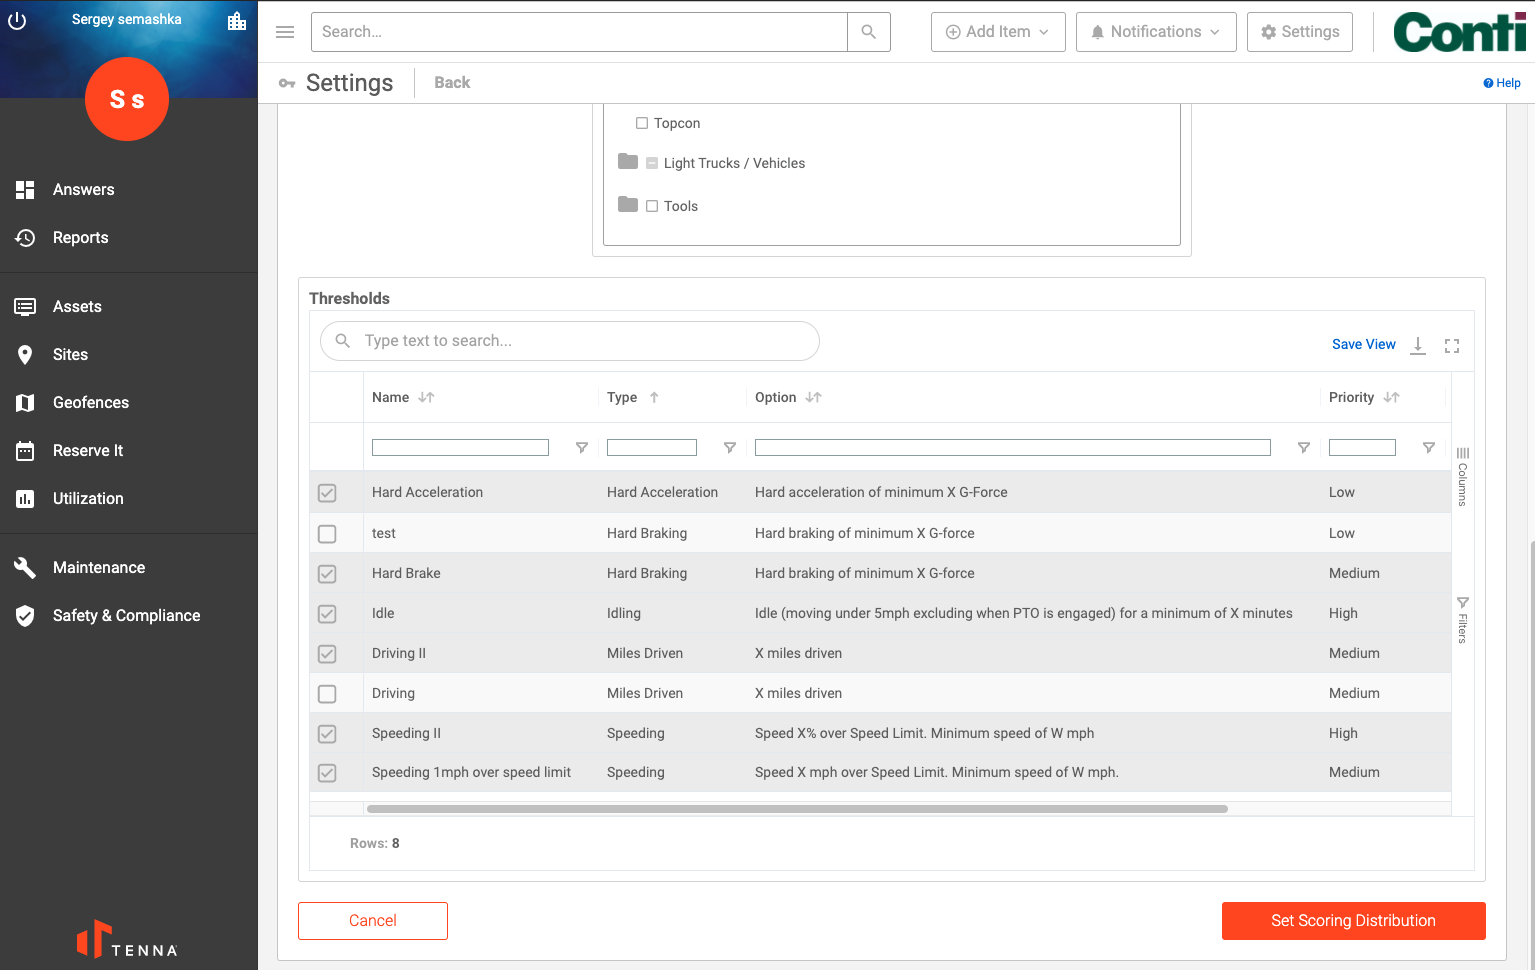 Sergey semashka
S s
Answers
Reports
Assets
Sites
Geofences
Reserve It
Utilization
Maintenance
Safety & Compliance
TENNA
Search...
Add Item
Notifications
Settings
Conti
Settings
Back
Help
Topcon
Light Trucks / Vehicles
Tools
Thresholds
Type text to search...
Save View
Name Type Option Priority
Hard Acceleration Hard Acceleration Hard acceleration of minimum X G-Force Low
test Hard Braking Hard braking of minimum X G-force Low
Hard Brake Hard Braking Hard braking of minimum X G-force Medium
Idle Idling Idle (moving under 5mph excluding when PTO is engaged) for a minimum of X minutes High
Driving II Miles Driven X miles driven Medium
Driving Miles Driven X miles driven Medium
Speeding II Speeding Speed X% over Speed Limit. Minimum speed of W mph High
Speeding 1mph over speed limit Speeding Speed X mph over Speed Limit. Minimum speed of W mph. Medium
Columns
Filters
Rows: 8
Cancel
Set Scoring Distribution